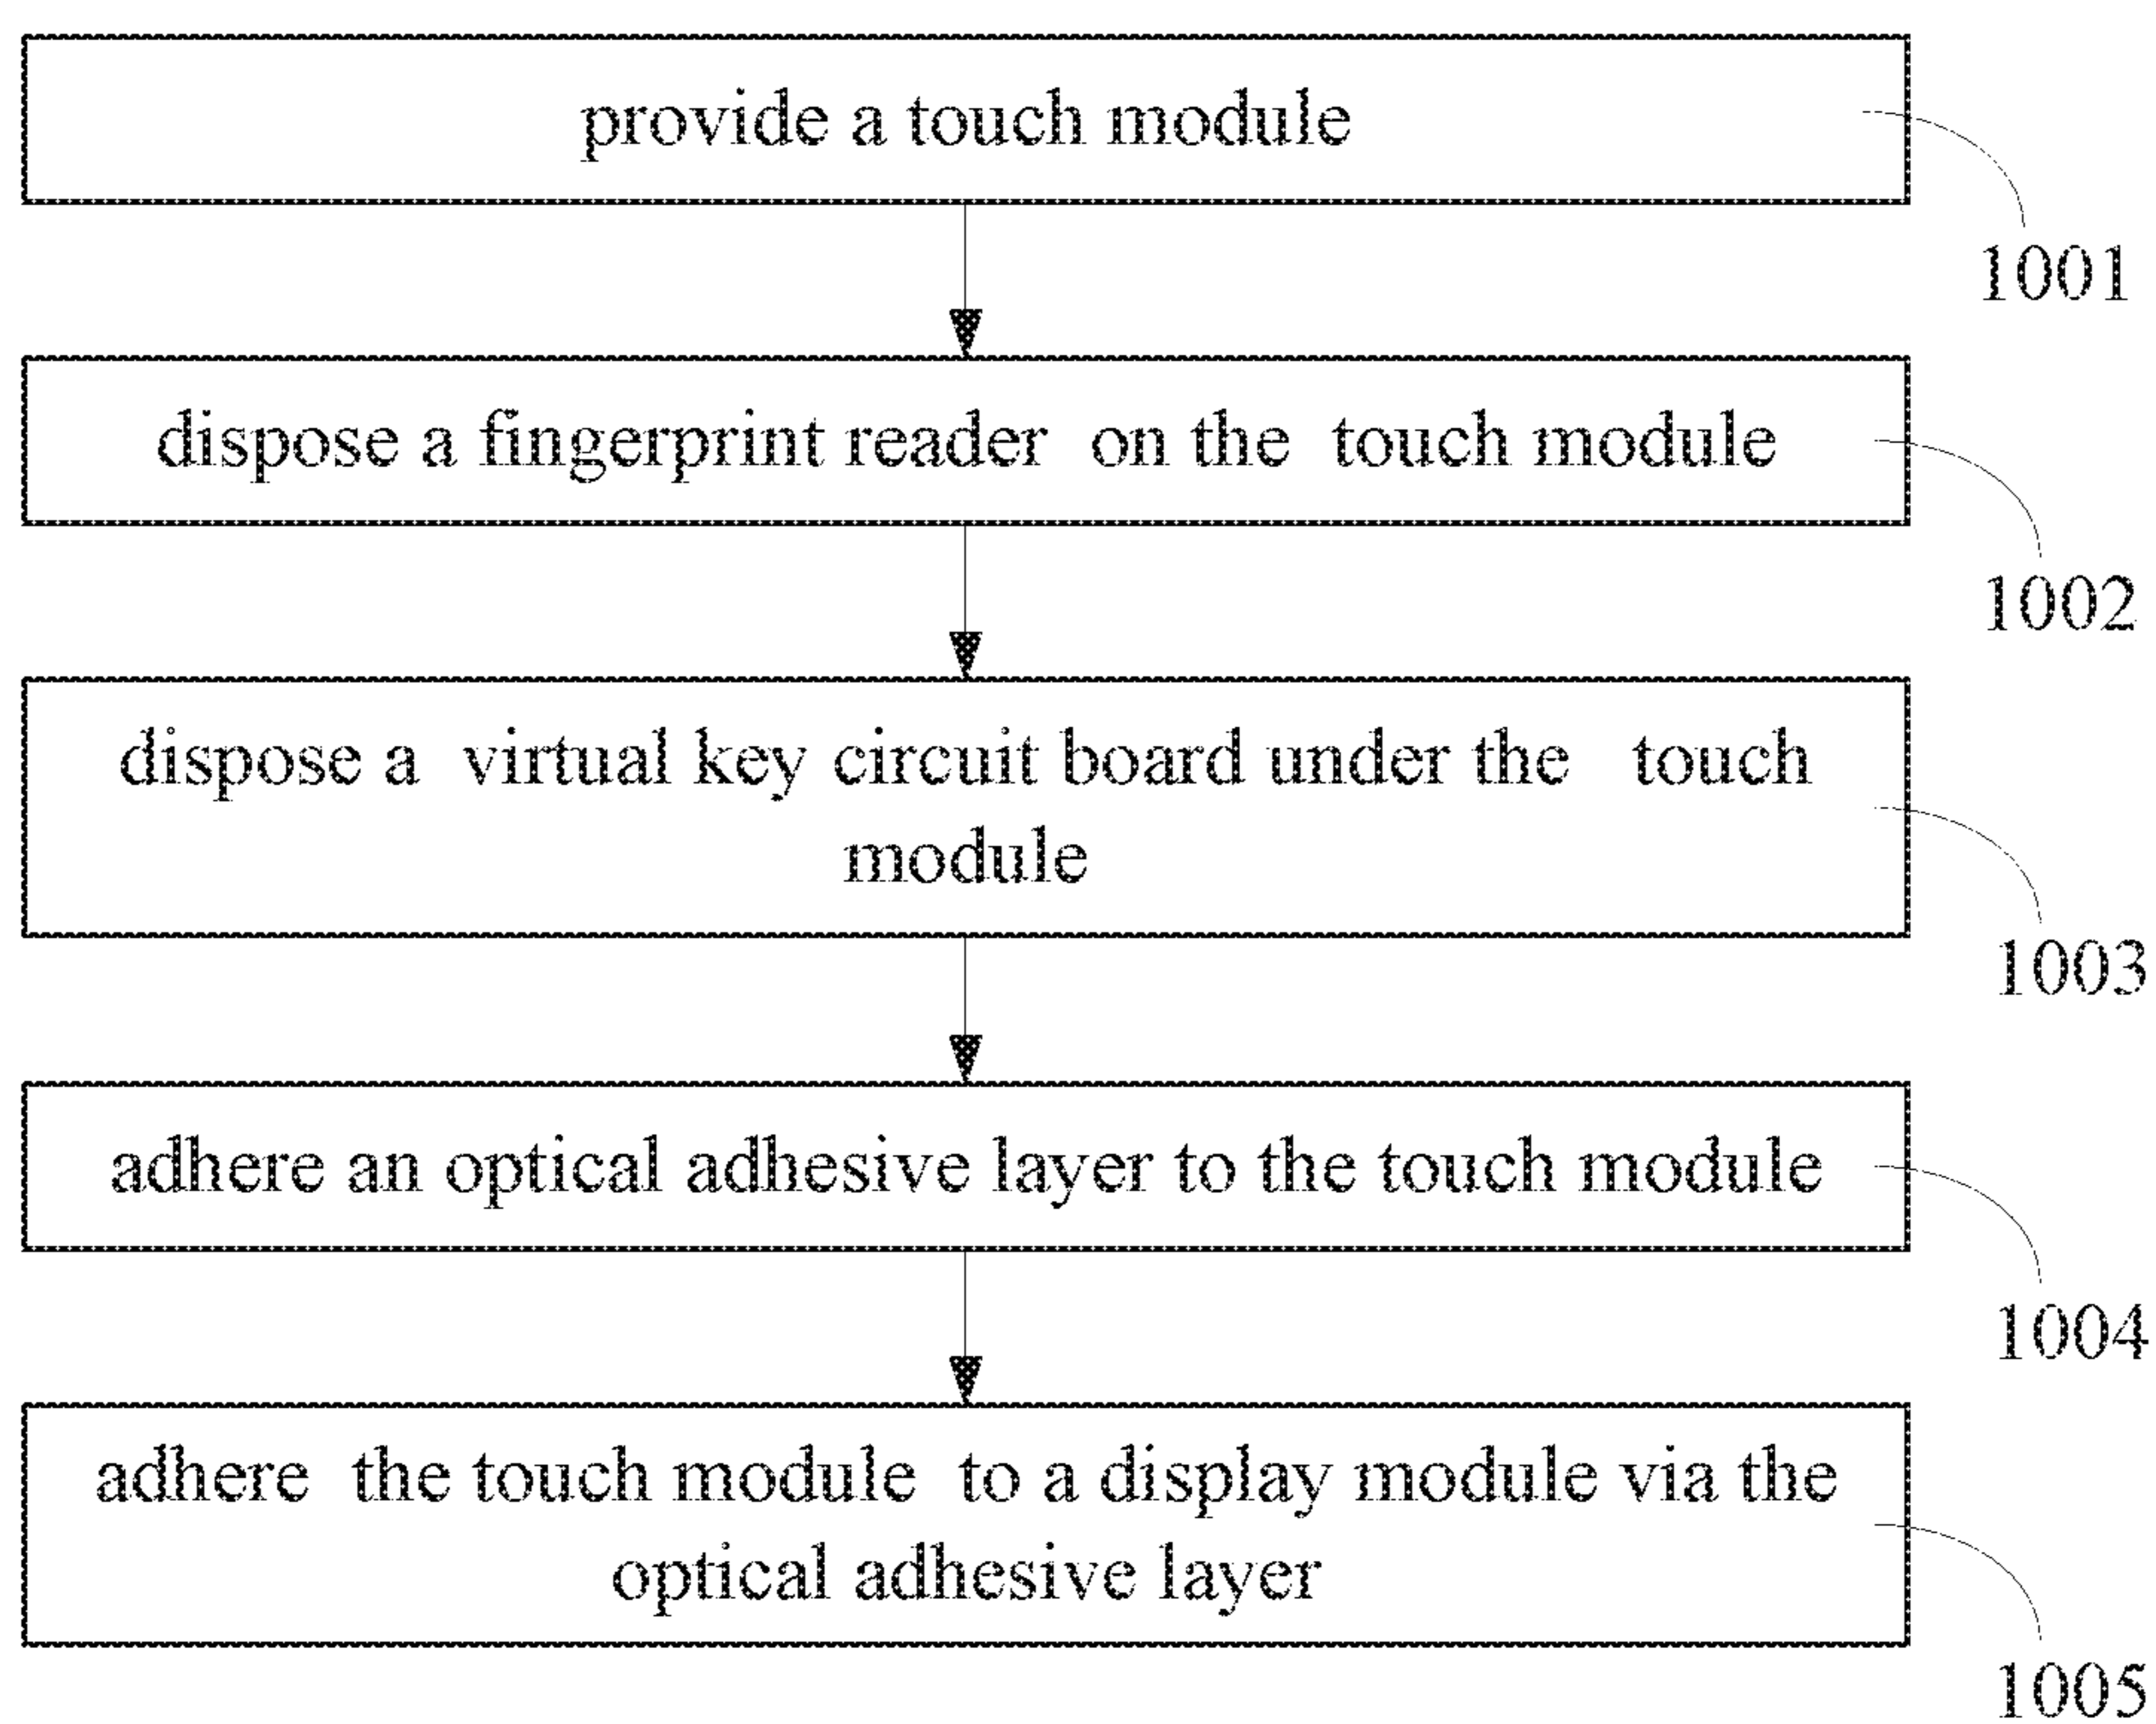 provide a touch module
1001
dispose a fingerprint reader on the touch module
1002
dispose a virtual key circuit board under the touch
module
1003
adhere an optical adhesive layer to the touch module
1004
adhere the touch module to a display module via the
optical adhesive layer
1005